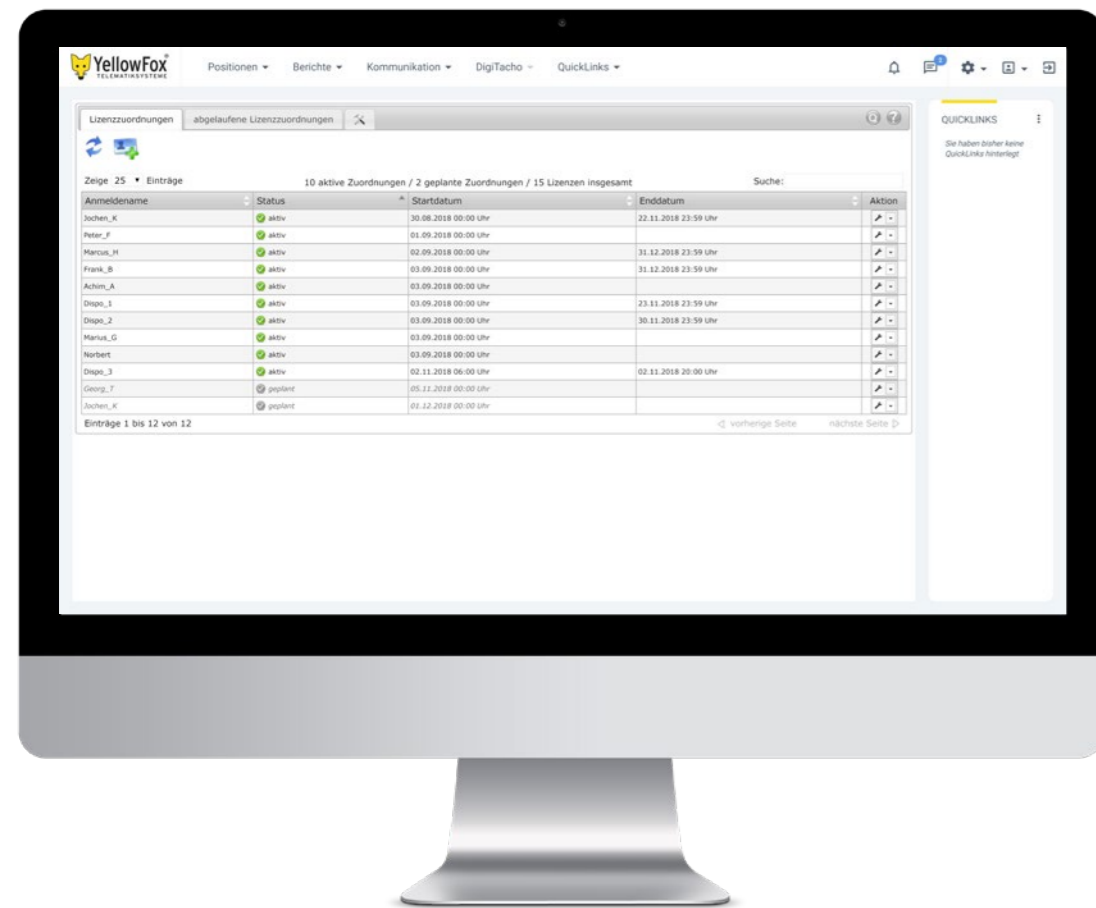 YellowFox®
TELEMATIKSYSTEME
Positionen Berichte Kommunikation DigiTacho QuickLinks
Lizenzzuordnungen abgelaufene Lizenzzuordnungen
QUICKLINKS
Sie haben bisher keine
QuickLinks hinterlegt
Zeige 25 Einträge 10 aktive Zuordnungen / 2 geplante Zuordnungen / 15 Lizenzen insgesamt Suche:
Anmeldename Status Startdatum Enddatum Aktion
Jochen_K aktiv 30.08.2018 00:00 Uhr 22.11.2018 23:59 Uhr
Peter_F aktiv 01.09.2018 00:00 Uhr
Marcus_H aktiv 02.09.2018 00:00 Uhr 31.12.2018 23:59 Uhr
Frank_B aktiv 03.09.2018 00:00 Uhr 31.12.2018 23:59 Uhr
Achim_A aktiv 03.09.2018 00:00 Uhr
Dispo_1 aktiv 03.09.2018 00:00 Uhr 23.11.2018 23:59 Uhr
Dispo_2 aktiv 03.09.2018 00:00 Uhr 30.11.2018 23:59 Uhr
Marius_G aktiv 03.09.2018 00:00 Uhr
Norbert aktiv 03.09.2018 00:00 Uhr
Dispo_3 aktiv 02.11.2018 06:00 Uhr 02.11.2018 20:00 Uhr
Georg_T geplant 05.11.2018 00:00 Uhr
Jochen_K geplant 01.12.2018 00:00 Uhr
Einträge 1 bis 12 von 12 vorherige Seite nächste Seite